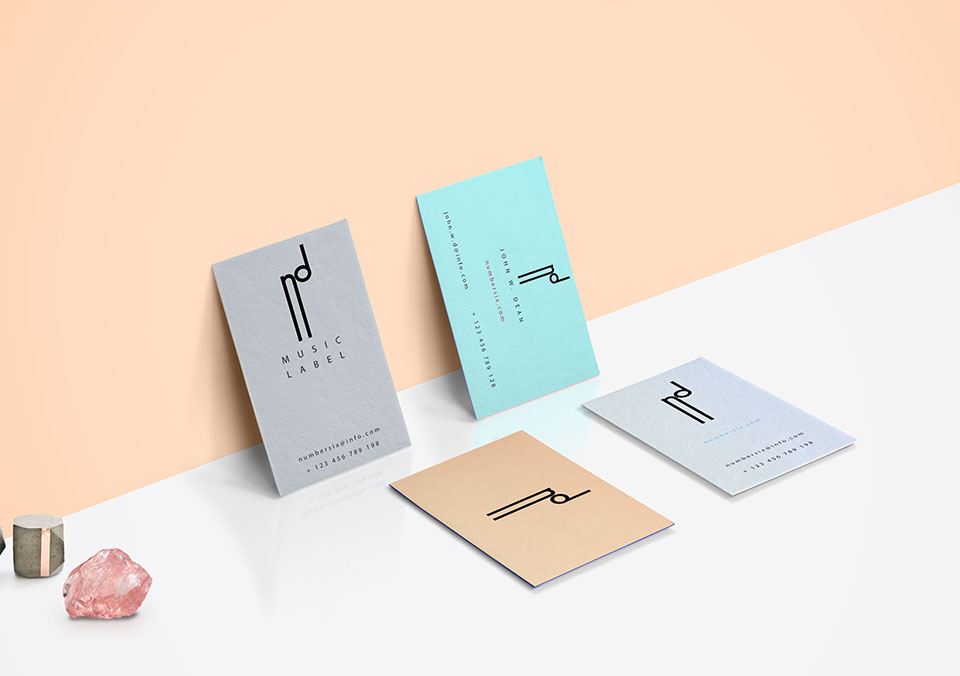 MUSIC
LABEL
numbersix@info.com
+ 123 456 789 198
JOHN W. DEAN
numbersix.com
john.w.d@info.com
+ 123 456 789 128
numbersix.com
numbersix@info.com
+ 123 456 789 198